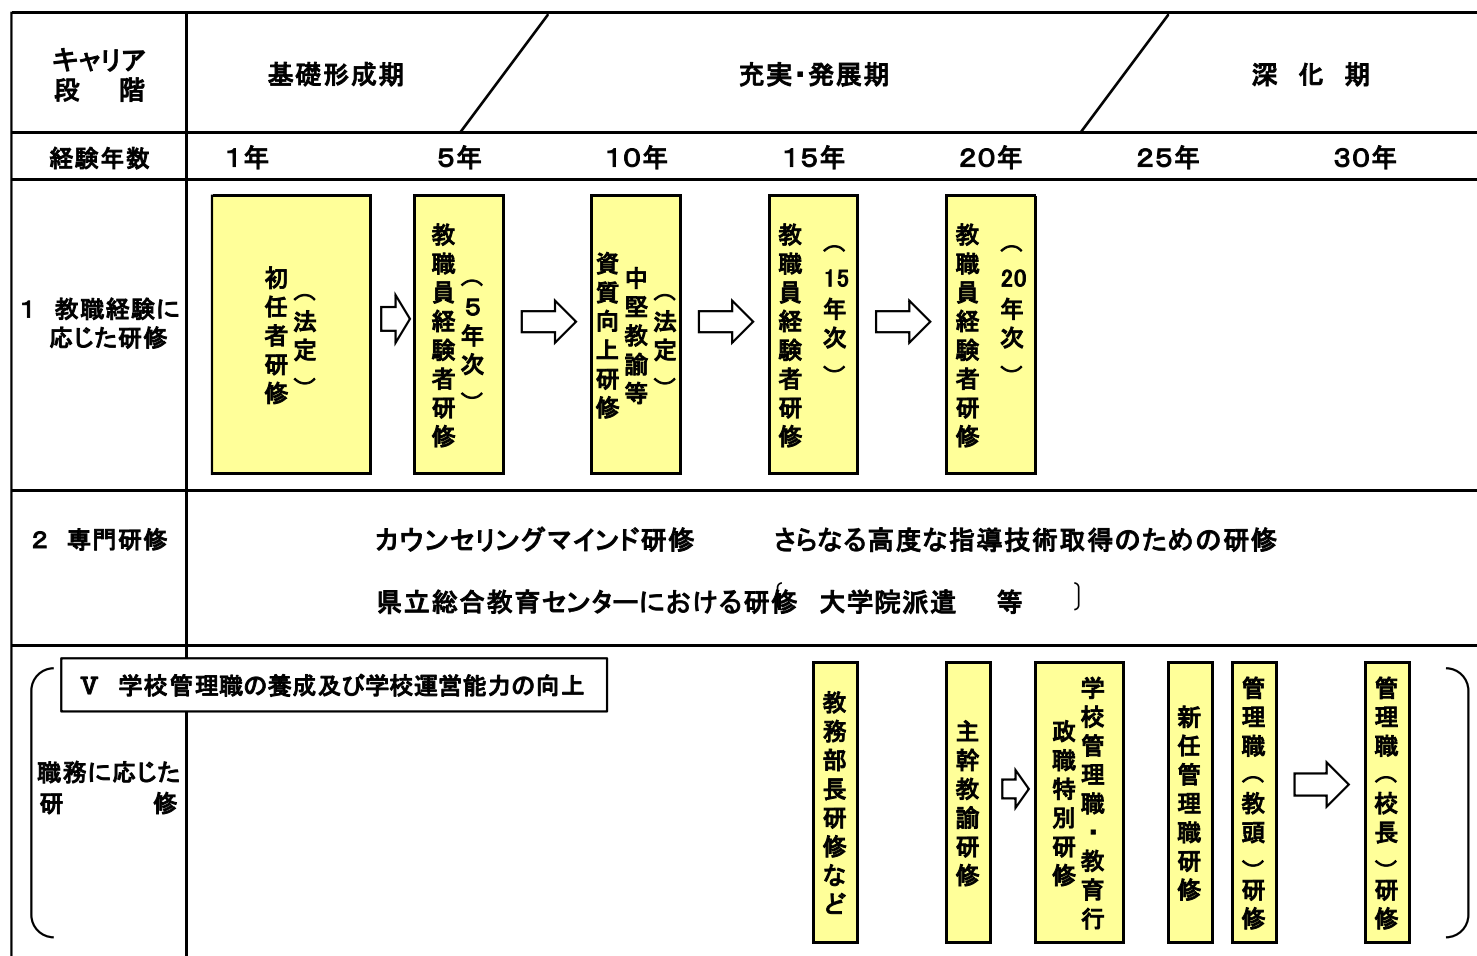 キャリア
段　階
基礎形成期
充実・発展期
深 化 期
経験年数
1年
5年
10年
15年
20年
25年
30年
1 教職経験に
応じた研修
初任者研修
（法定）
教職員経験者研修
（５年次）
中堅教諭等
資質向上研修
（法定）
教職員経験者研修
（15年次）
教職員経験者研修
（20年次）
2 専門研修
カウンセリングマインド研修
さらなる高度な指導技術取得のための研修
県立総合教育センターにおける研修
〔 大学院派遣　等　〕
Ⅴ 学校管理職の養成及び学校運営能力の向上
職務に応じた
研　修
教務部長研修など
主幹教諭研修
学校管理職・教育行
政職特別研修
新任管理職研修
管理職（教頭）研修
管理職（校長）研修